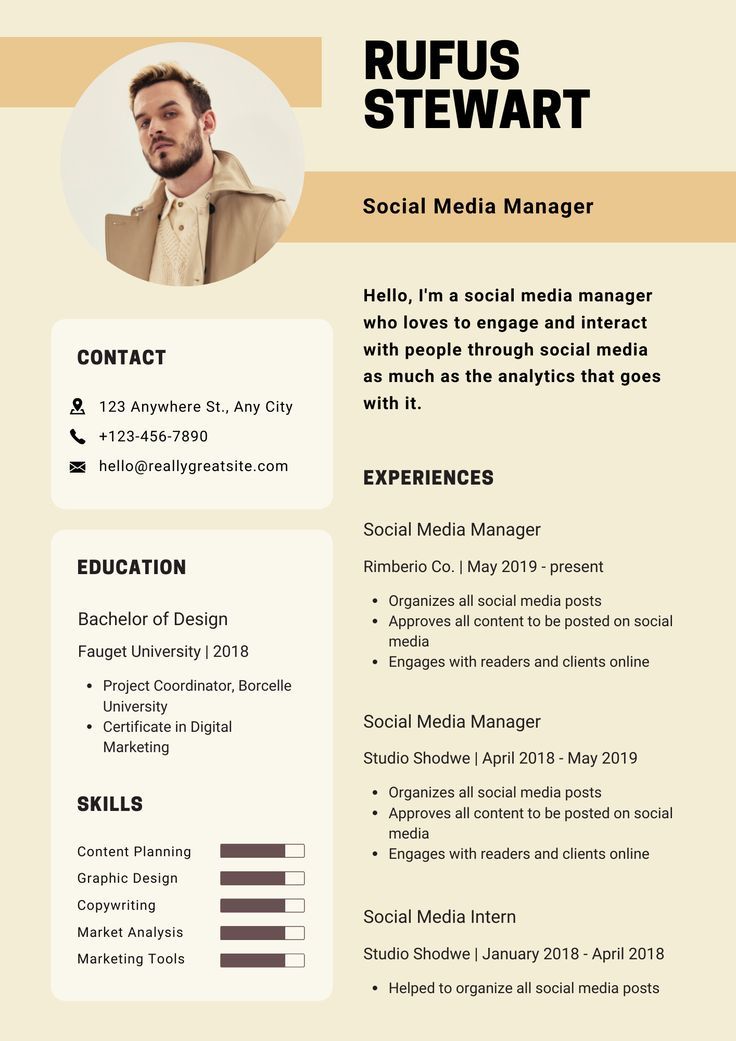 RUFUS
STEWART
Social Media Manager
Hello, I'm a social media manager
who loves to engage and interact
with people through social media
as much as the analytics that goes
with it.
CONTACT
123 Anywhere St., Any City
+123-456-7890
hello@reallygreatsite.com
EDUCATION
Bachelor of Design
Fauget University | 2018
• Project Coordinator, Borcelle
University
• Certificate in Digital
Marketing
SKILLS
Content Planning
Graphic Design
Copywriting
Market Analysis
Marketing Tools
EXPERIENCES
Social Media Manager
Rimberio Co. | May 2019 - present
• Organizes all social media posts
• Approves all content to be posted on social
media
• Engages with readers and clients online
Social Media Manager
Studio Shodwe | April 2018 - May 2019
• Organizes all social media posts
• Approves all content to be posted on social
media
• Engages with readers and clients online
Social Media Intern
Studio Shodwe | January 2018 - April 2018
• Helped to organize all social media posts